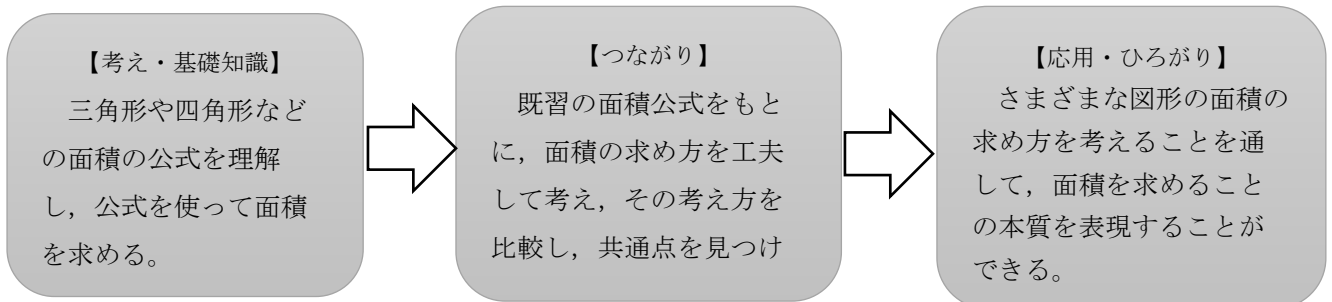 【考え・基礎知識】
三角形や四角形など
の面積の公式を理解
し，公式を使って面積
を求める。
【つながり】
既習の面積公式をもと
に，面積の求め方を工夫
して考え，その考え方を
比較し，共通点を見つけ
【応用・ひろがり】
さまざまな図形の面積の
求め方を考えることを通
して，面積を求めること
の本質を表現することが
できる。